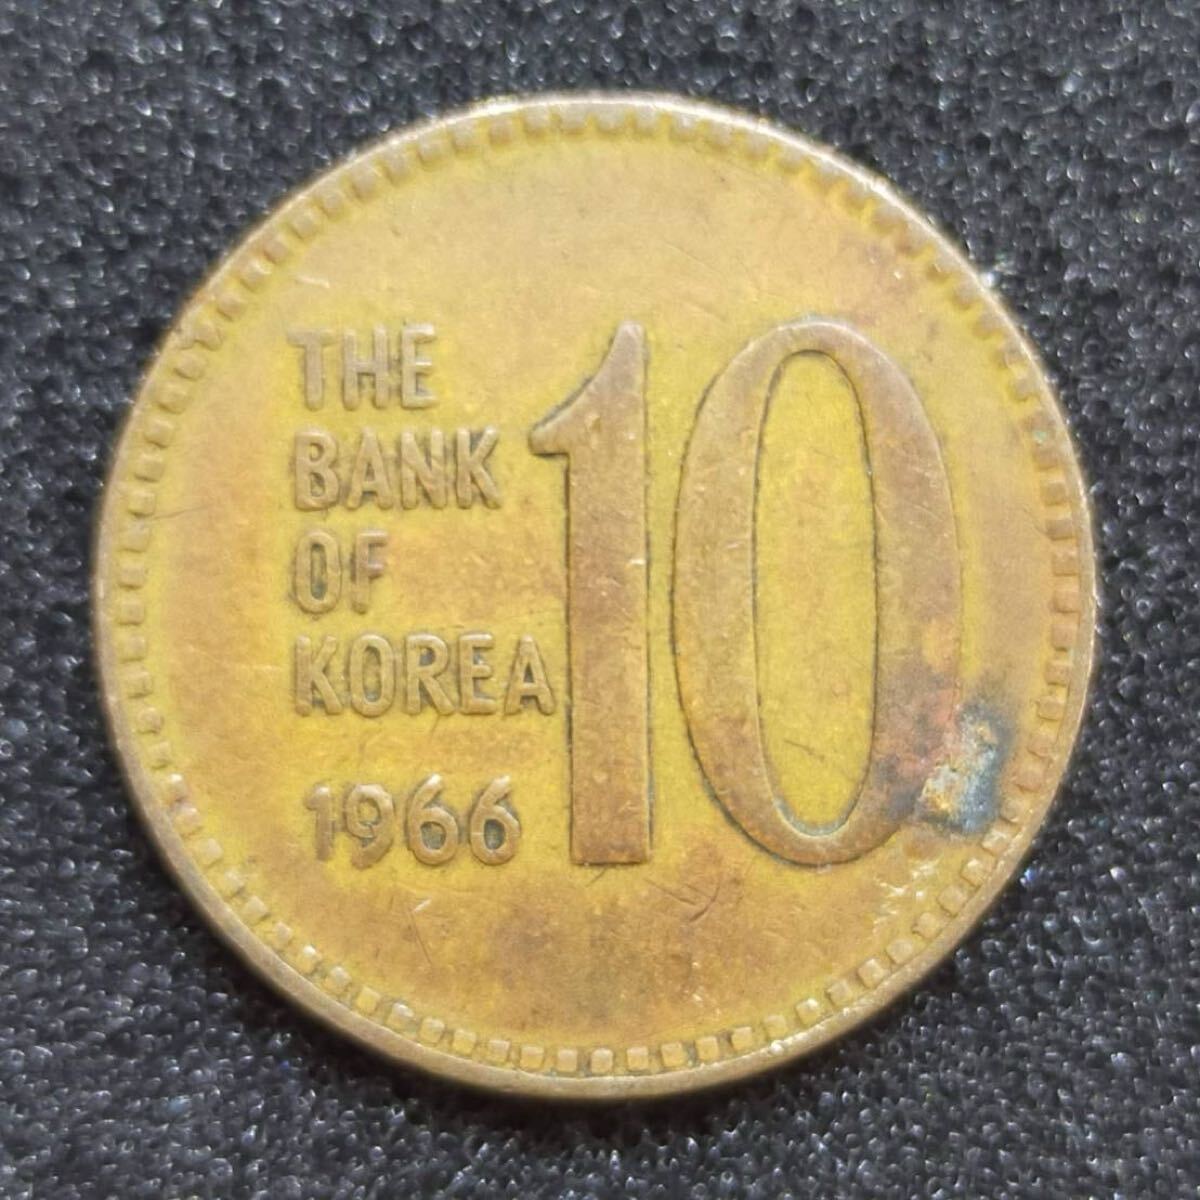 THE
BANK
OF
KOREA
1966
10